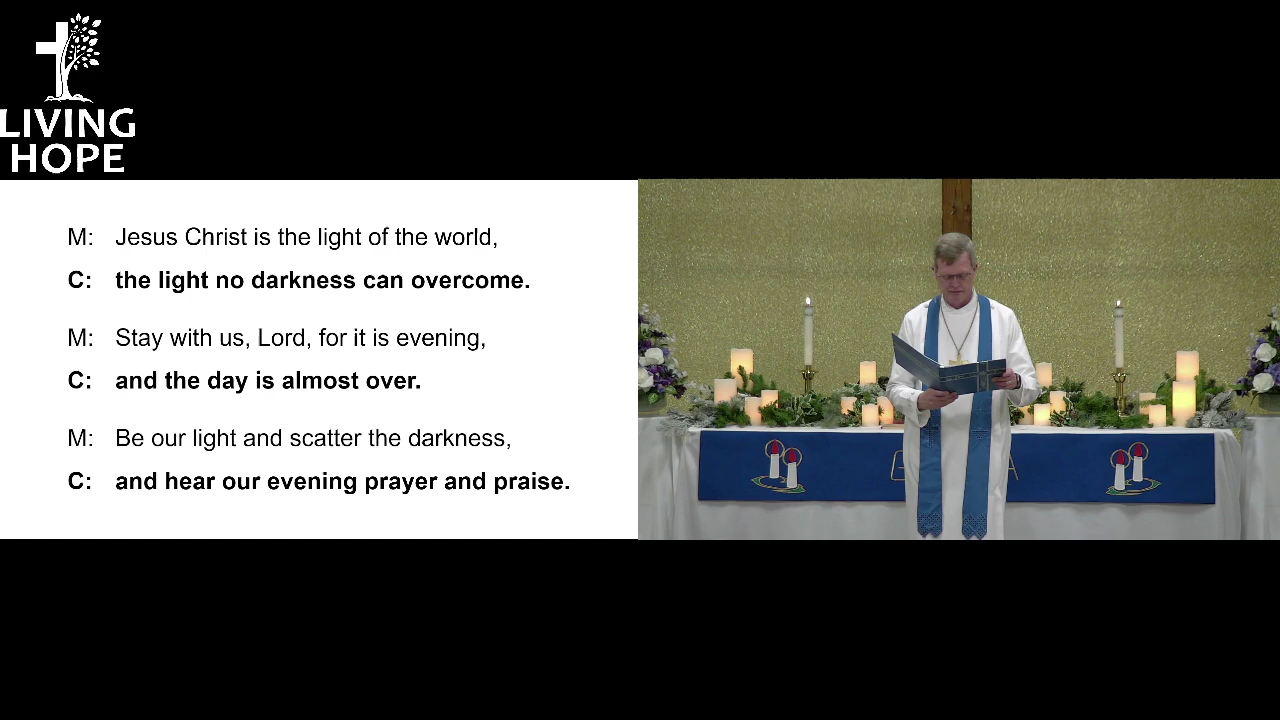 LIVING
HOPE
M: Jesus Christ is the light of the world,
C: the light no darkness can overcome.
M: Stay with us, Lord, for it is evening,
C: and the day is almost over.
M: Be our light and scatter the darkness,
C: and hear our evening prayer and praise.